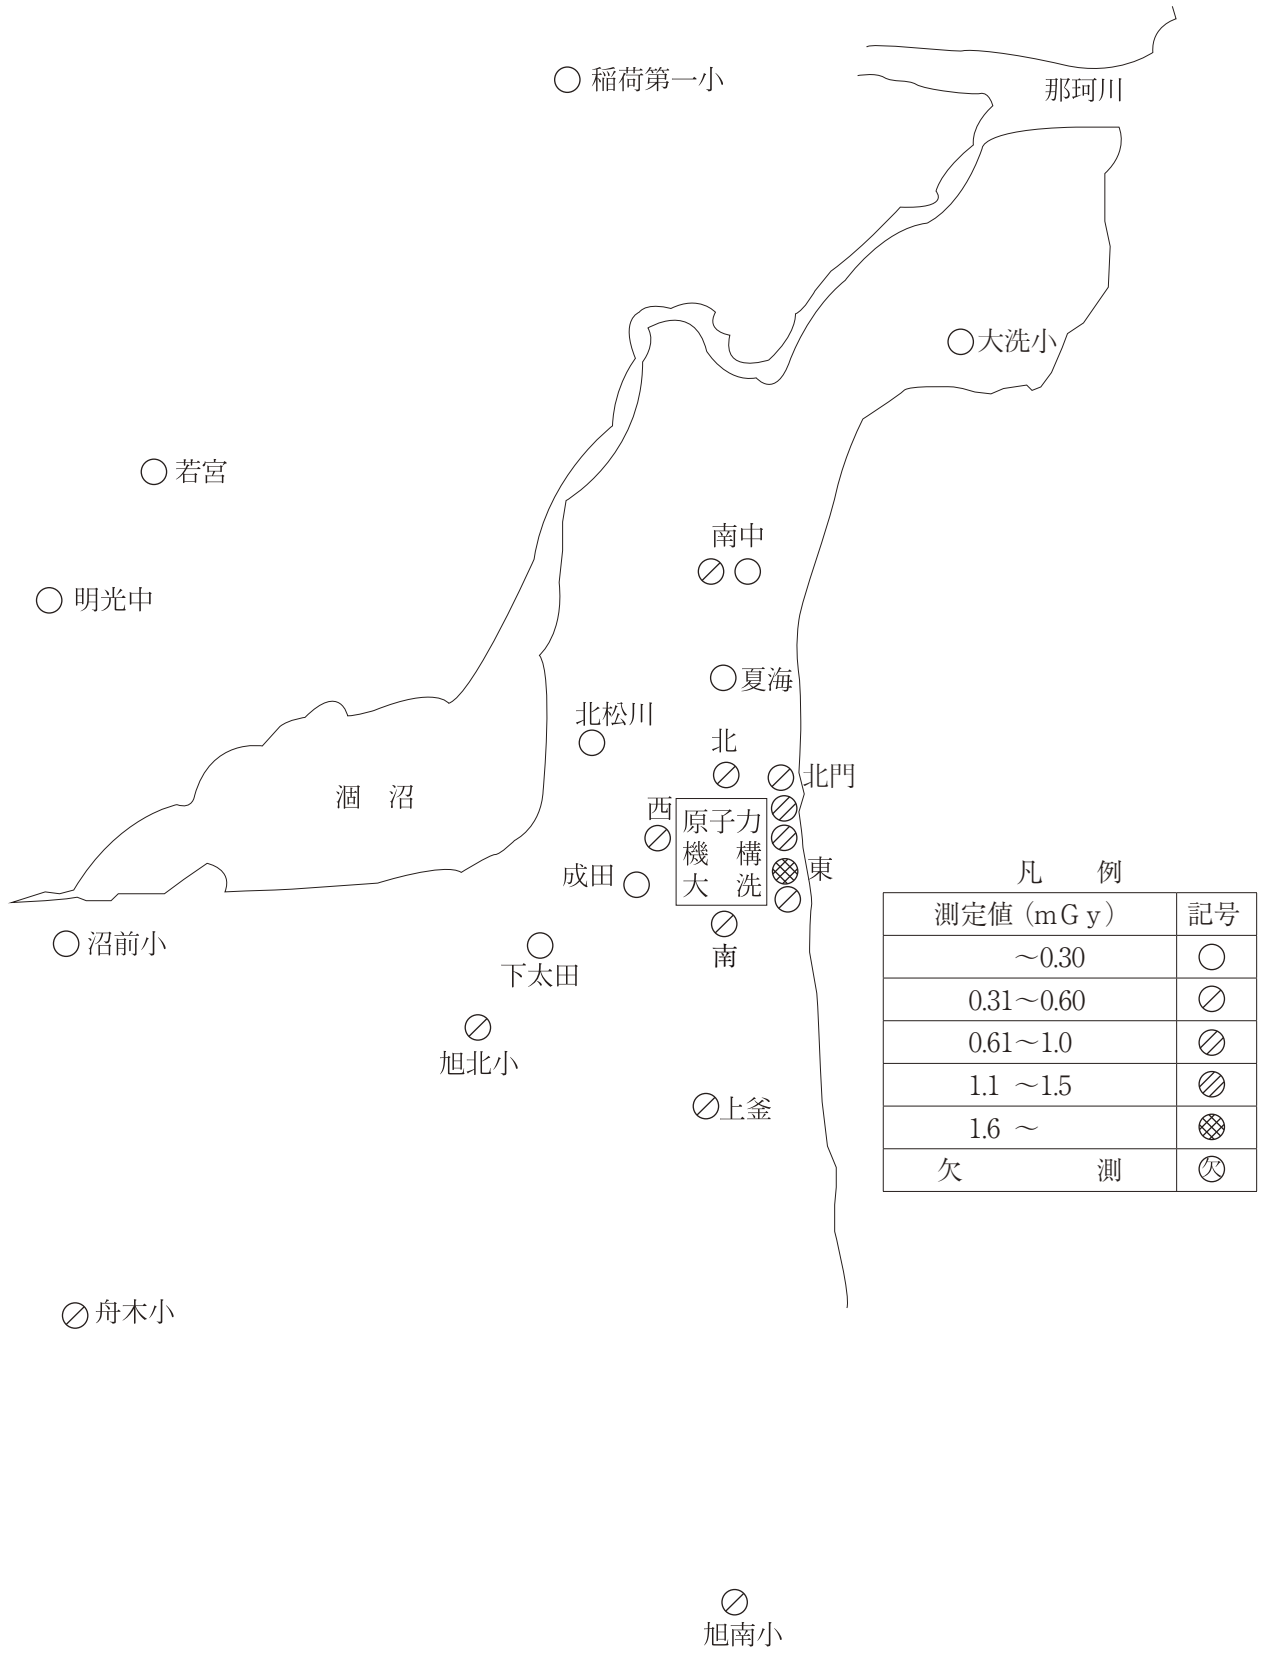 稲荷第一小
那珂川
大洗小
若宮
南中
明光中
夏海
北松川
北
北門
涸 沼
西
原子力
機 構
大 洗
東
成田
沼前小
南
下太田
旭北小
上釜
凡 例
測定値（mGy） 記号
～0.30
0.31～0.60
0.61～1.0
1.1 ～1.5
1.6 ～
欠 測 欠
舟木小
旭南小